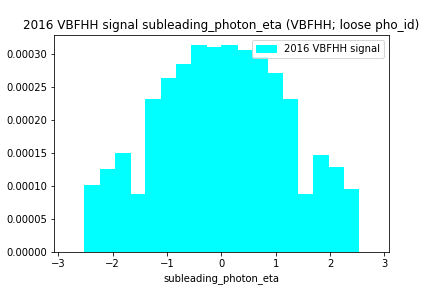 2016 VBFHH signal subleading_photon_eta (VBFHH; loose pho_id)
2016 VBFHH signal
0.00030
0.00025
0.00020
0.00015
0.00010
0.00005
0.00000
−3 −2 −1 0 1 2 3
subleading_photon_eta